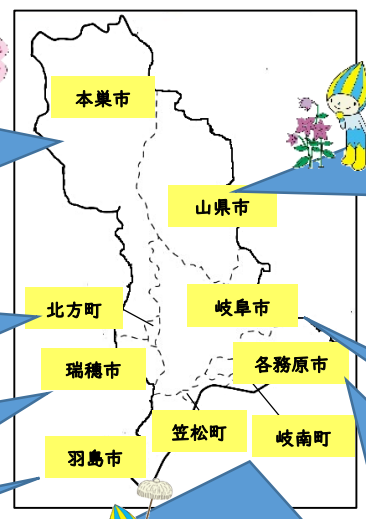 本巣市
山県市
北方町
岐阜市
瑞穂市
各務原市
笠松町
岐南町
羽島市